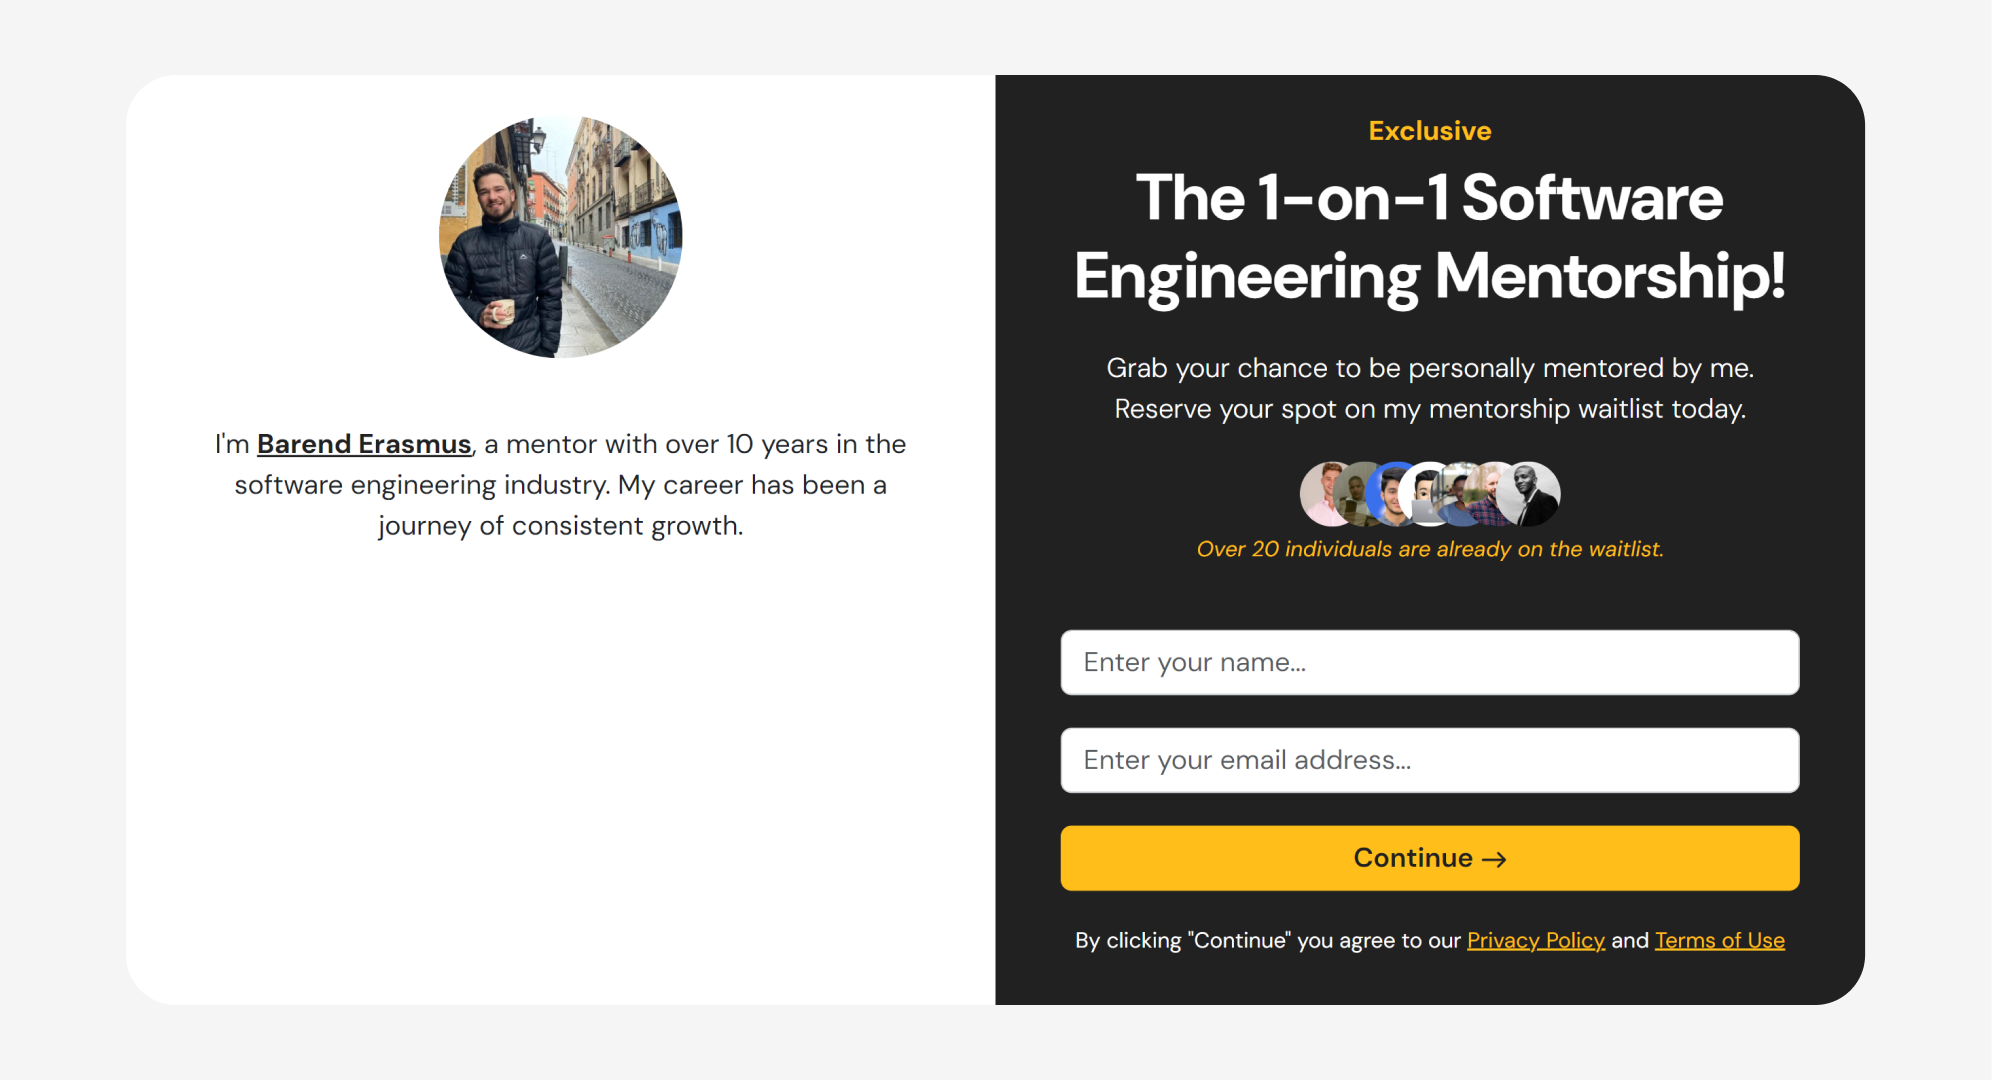 I'm Barend Erasmus, a mentor with over 10 years in the
software engineering industry. My career has been a
journey of consistent growth.
Exclusive
The 1-on-1 Software
Engineering Mentorship!
Grab your chance to be personally mentored by me.
Reserve your spot on my mentorship waitlist today.
Over 20 individuals are already on the waitlist.
Enter your name...
Enter your email address...
Continue →
By clicking "Continue" you agree to our Privacy Policy and Terms of Use